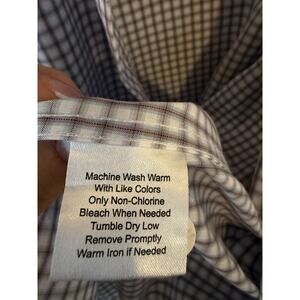 Machine Wash Warm
With Like Colors
Only Non-Chlorine
Bleach When Needed
Tumble Dry Low
Remove Promptly
Warm Iron if Needed